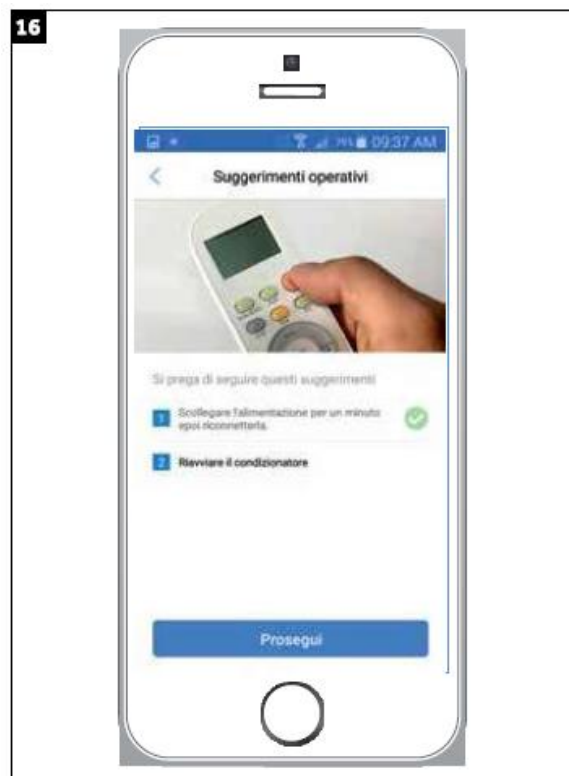 16
09:37 AM
Suggerimenti operativi
Si prega di seguire questi suggerimenti
1 Scollegare l'alimentazione per un minuto
epoi riconnetterla.
2 Riavviare il condizionatore
Prosegui